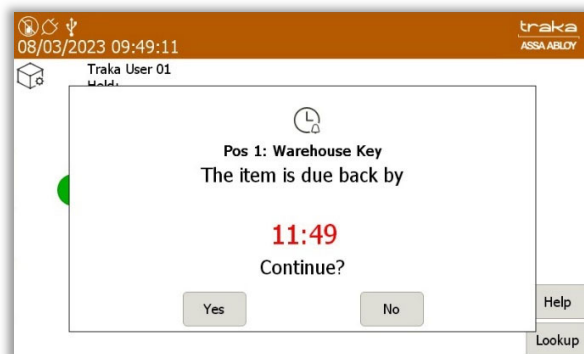 traka
08/03/2023 09:49:11
ASSA ABLOY
Traka User 01
Pos 1: Warehouse Key
The item is due back by
11:49
Continue?
Yes
No
Help
Lookup